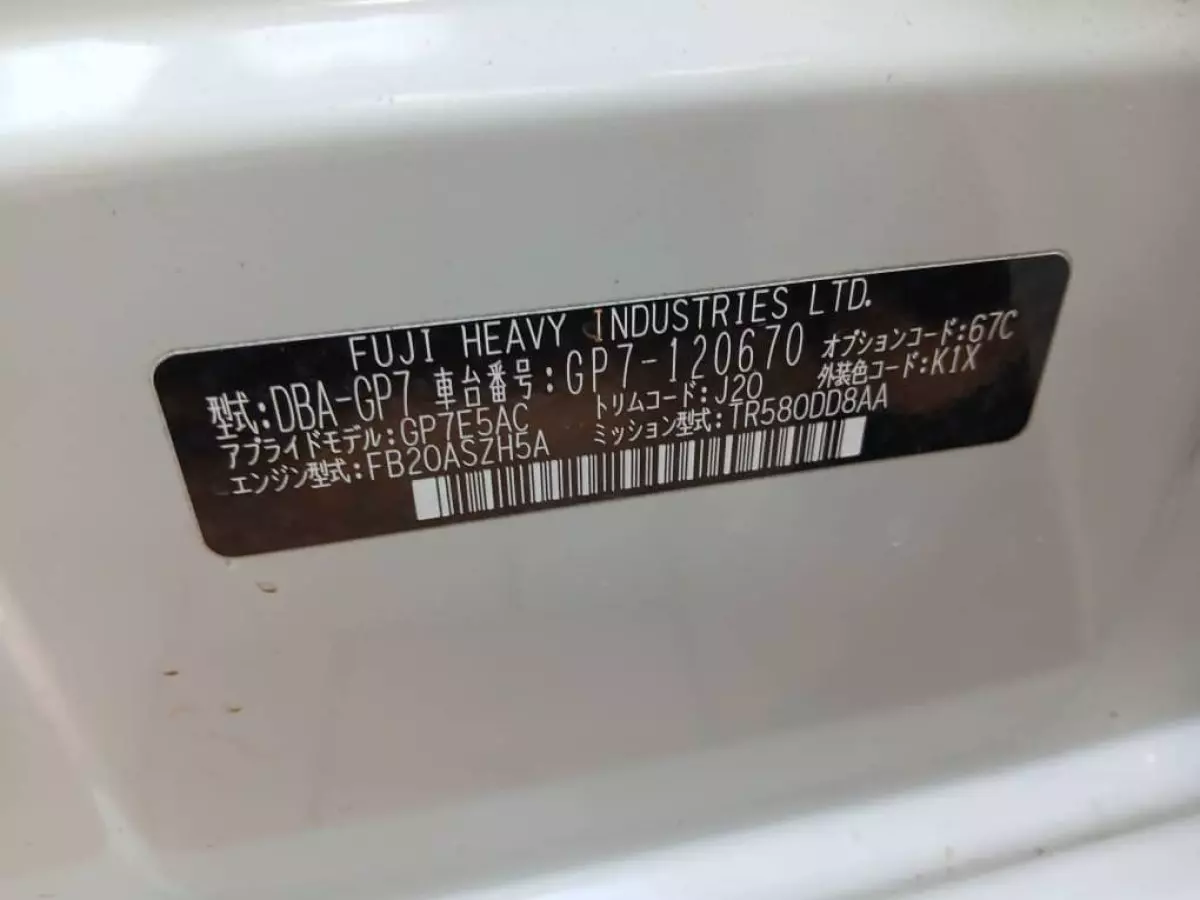 FUJI HEAVY INDUSTRIES LTD.
型式:DBA-GP7 車台番号:GP7-120670 オプションコード:67C
アプライドモデル:GP7E5AC トリムコード:J20 外装色コード:K1X
エンジン型式:FB20ASZH5A ミッション型式:TR580DD8AA